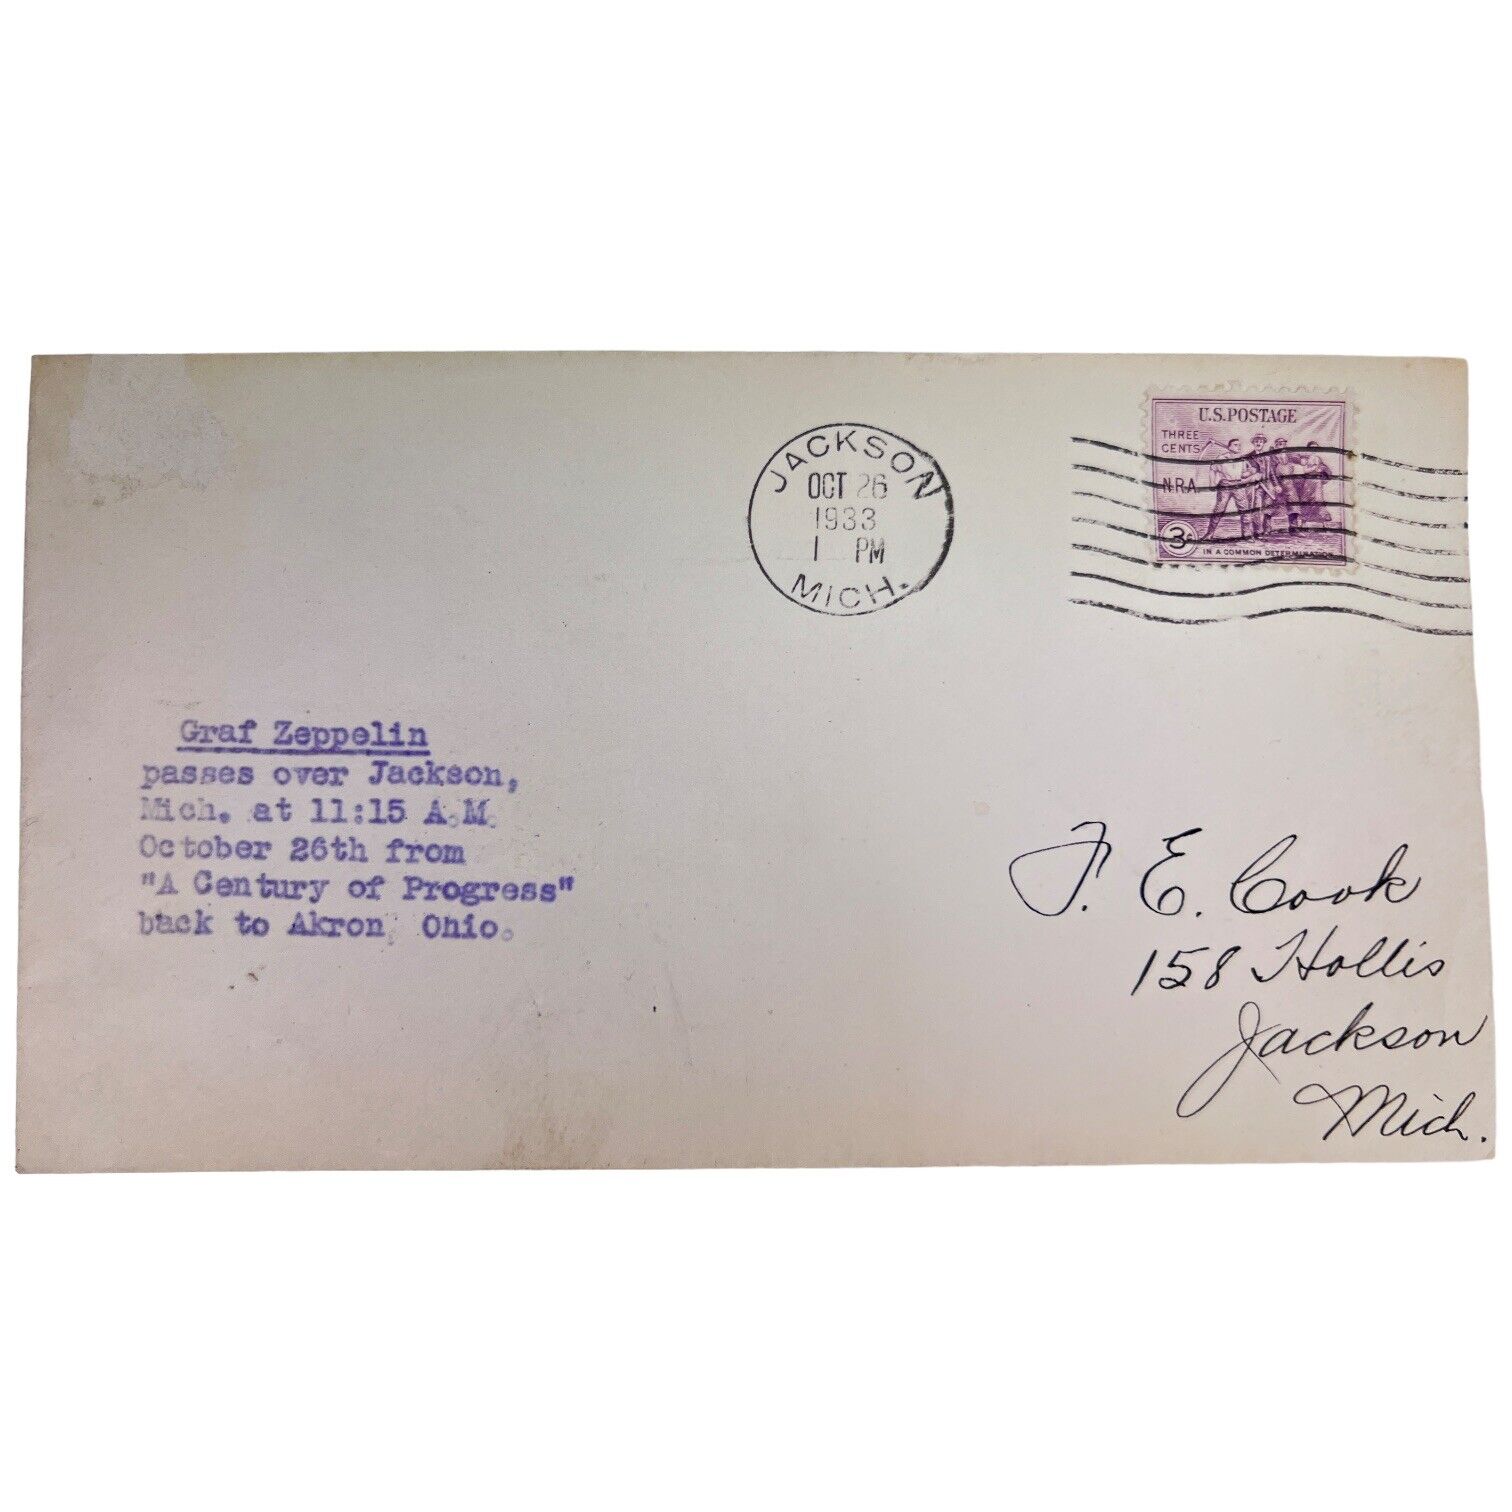 JACKSON
OCT 26
1933
1 PM
MICH.
U.S. POSTAGE
THREE
CENTS
N.R.A.
3¢
IN A COMMON DETERMINATION
Graf Zeppelin
passes over Jackson,
Mich. at 11:15 A.M.
October 26th from
"A Century of Progress"
back to Akron, Ohio.
F. E. Cook
158 Hollis
Jackson
Mich.